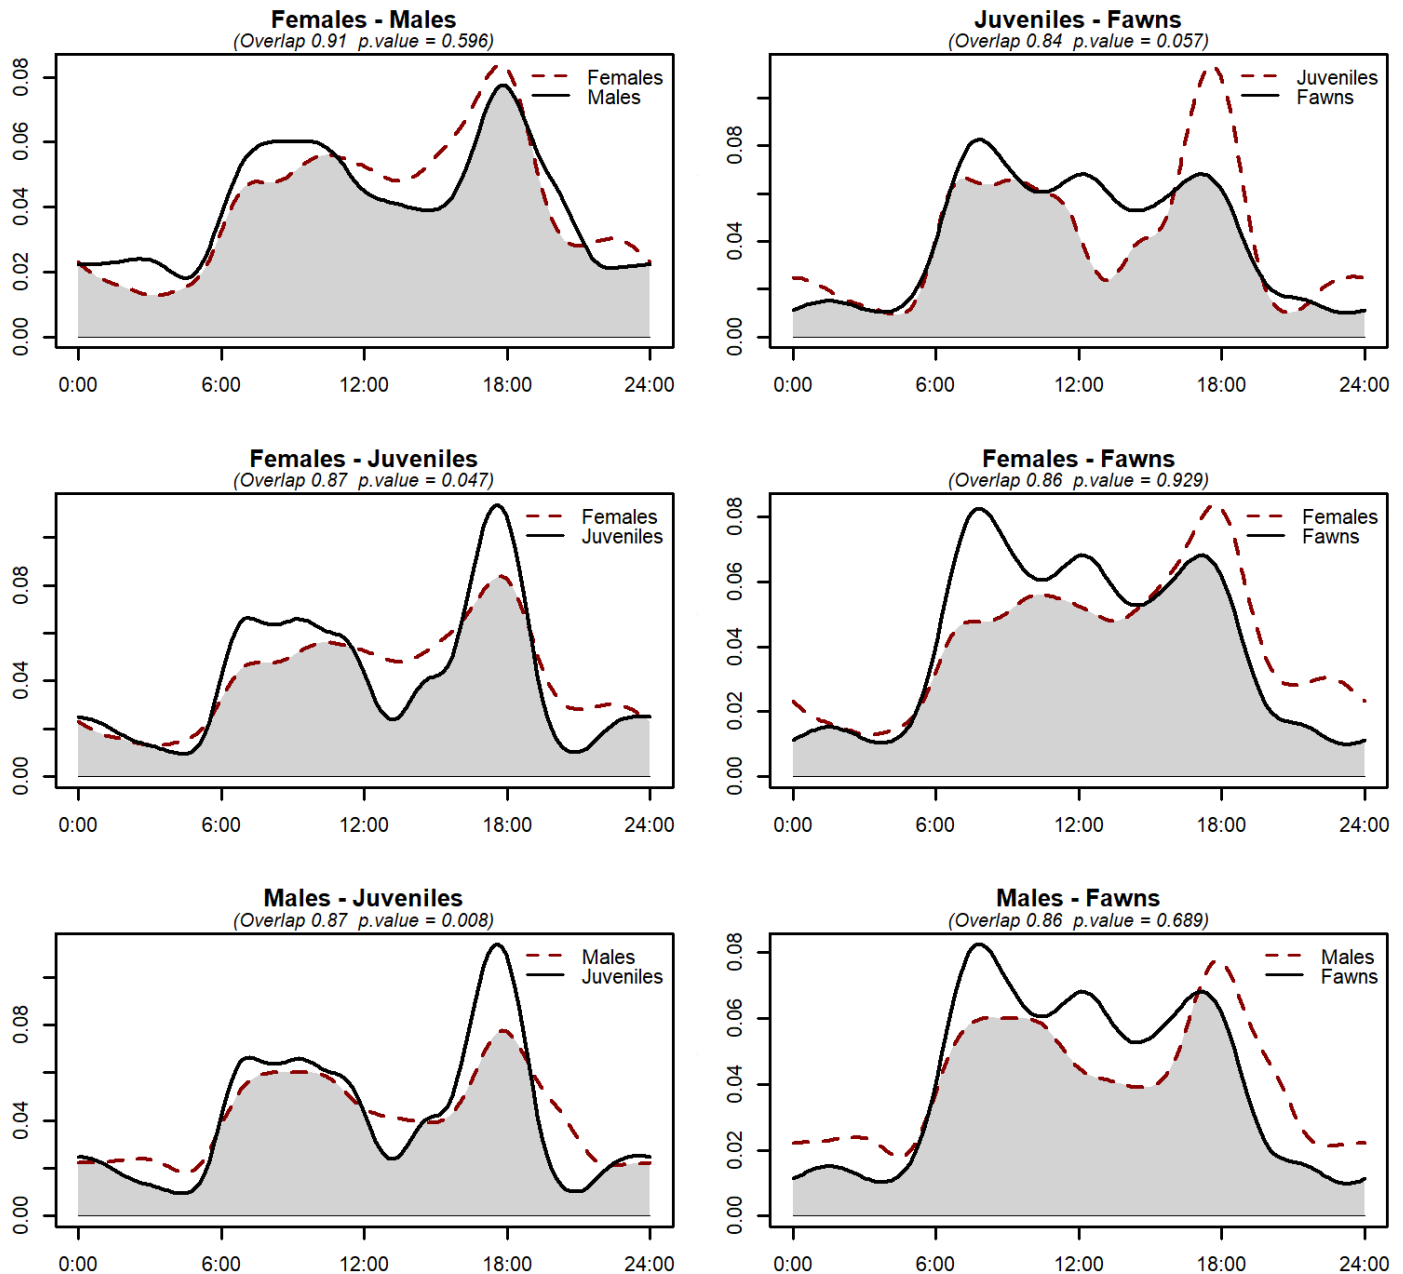 Females - Males
(Overlap 0.91 p.value = 0.596)
Females
Males
0.08
0.06
0.04
0.02
0.00
0:00 6:00 12:00 18:00 24:00
Juveniles - Fawns
(Overlap 0.84 p.value = 0.057)
Juveniles
Fawns
0.08
0.04
0.00
0:00 6:00 12:00 18:00 24:00
Females - Juveniles
(Overlap 0.87 p.value = 0.047)
Females
Juveniles
0.08
0.04
0.00
0:00 6:00 12:00 18:00 24:00
Females - Fawns
(Overlap 0.86 p.value = 0.929)
Females
Fawns
0.08
0.06
0.04
0.02
0.00
0:00 6:00 12:00 18:00 24:00
Males - Juveniles
(Overlap 0.87 p.value = 0.008)
Males
Juveniles
0.08
0.04
0.00
0:00 6:00 12:00 18:00 24:00
Males - Fawns
(Overlap 0.86 p.value = 0.689)
Males
Fawns
0.08
0.06
0.04
0.02
0.00
0:00 6:00 12:00 18:00 24:00